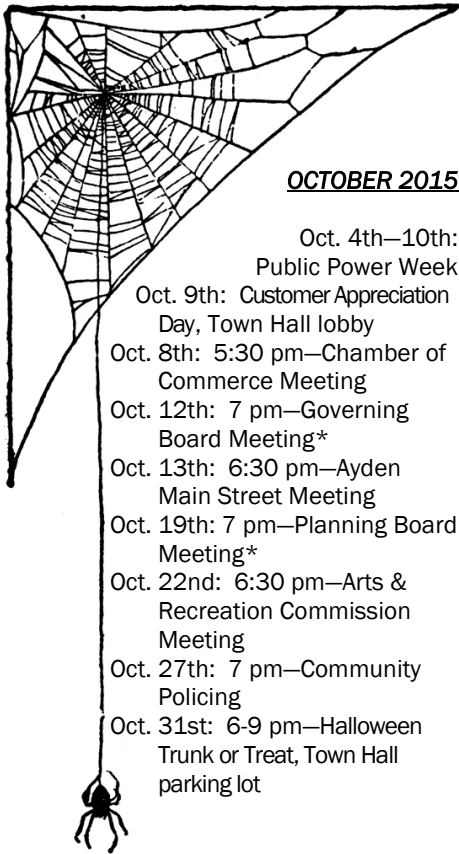 OCTOBER 2015
Oct. 4th—10th:
Public Power Week
Oct. 9th: Customer Appreciation
Day, Town Hall lobby
Oct. 8th: 5:30 pm—Chamber of
Commerce Meeting
Oct. 12th: 7 pm—Governing
Board Meeting*
Oct. 13th: 6:30 pm—Ayden
Main Street Meeting
Oct. 19th: 7 pm—Planning Board
Meeting*
Oct. 22nd: 6:30 pm—Arts &
Recreation Commission
Meeting
Oct. 27th: 7 pm—Community
Policing
Oct. 31st: 6-9 pm—Halloween
Trunk or Treat, Town Hall
parking lot